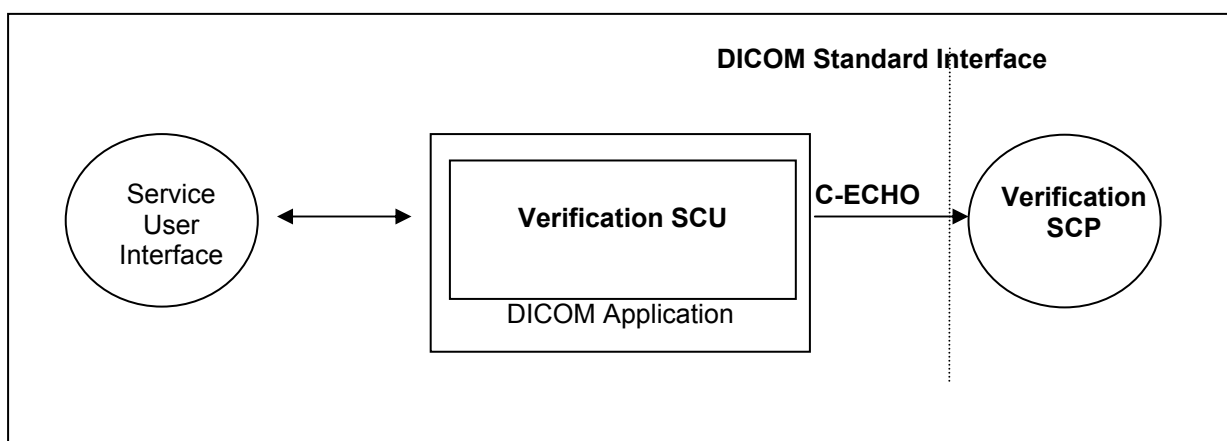 DICOM Standard Interface
Service
User
Interface
Verification SCU
DICOM Application
C-ECHO
Verification
SCP